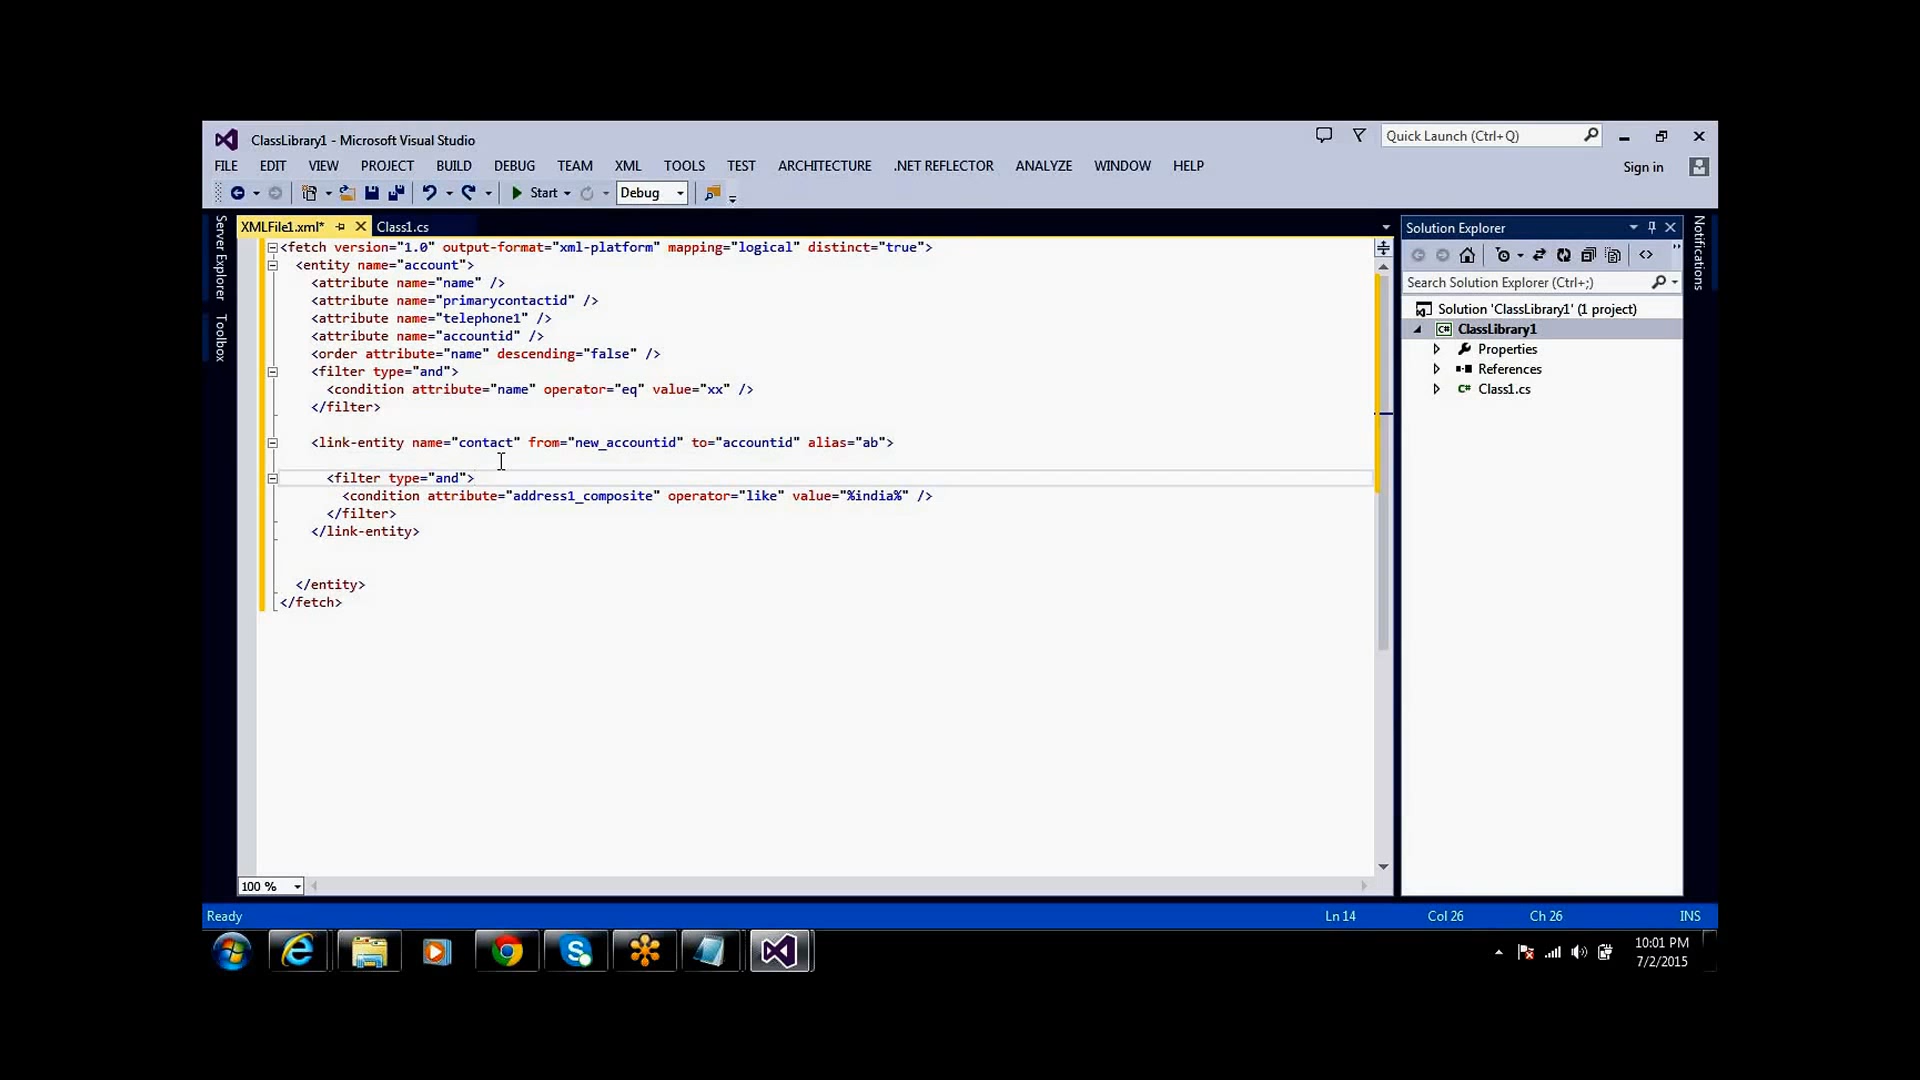 ClassLibrary1 - Microsoft Visual Studio
Quick Launch (Ctrl+Q)
FILE EDIT VIEW PROJECT BUILD DEBUG TEAM XML TOOLS TEST ARCHITECTURE .NET REFLECTOR ANALYZE WINDOW HELP
Sign in
Start Debug
Server Explorer
Toolbox
XMLFile1.xml* Class1.cs
<fetch version="1.0" output-format="xml-platform" mapping="logical" distinct="true">
<entity name="account">
<attribute name="name" />
<attribute name="primarycontactid" />
<attribute name="telephone1" />
<attribute name="accountid" />
<order attribute="name" descending="false" />
<filter type="and">
<condition attribute="name" operator="eq" value="xx" />
</filter>
<link-entity name="contact" from="new_accountid" to="accountid" alias="ab">
<filter type="and">
<condition attribute="address1_composite" operator="like" value="%india%" />
</filter>
</link-entity>
</entity>
</fetch>
100 %
Solution Explorer
Search Solution Explorer (Ctrl+;)
Solution 'ClassLibrary1' (1 project)
ClassLibrary1
Properties
References
Class1.cs
Notifications
Ready
Ln 14 Col 26 Ch 26 INS
10:01 PM
7/2/2015